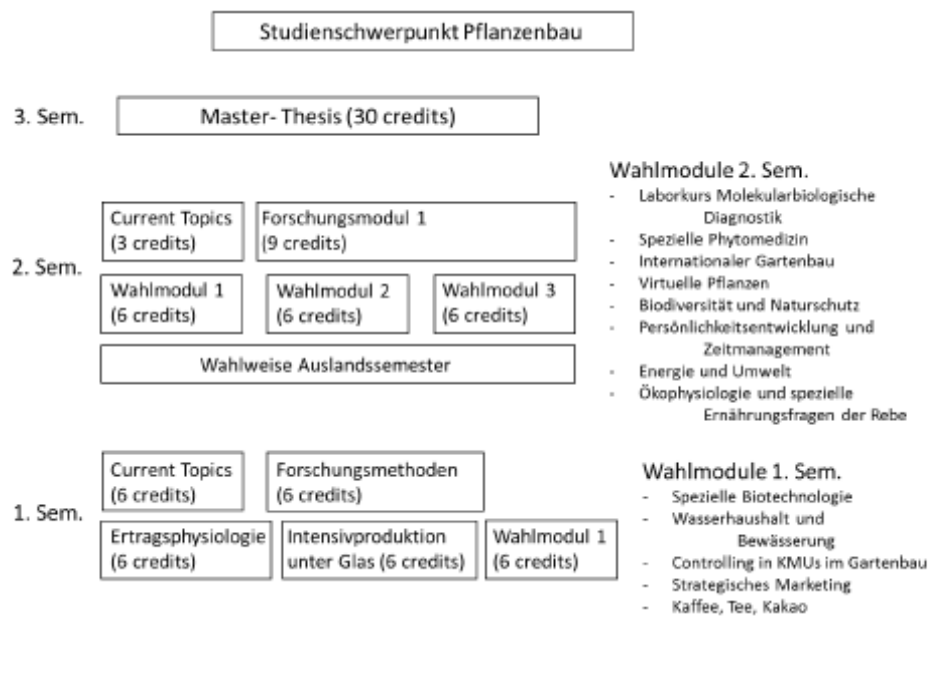 Studienschwerpunkt Pflanzenbau
3. Sem.
Master- Thesis (30 credits)
2. Sem.
Current Topics
(3 credits)
Forschungsmodul 1
(9 credits)
Wahlmodul 1
(6 credits)
Wahlmodul 2
(6 credits)
Wahlmodul 3
(6 credits)
Wahlweise Auslandssemester
Wahlmodule 2. Sem.
- Laborkurs Molekularbiologische
Diagnostik
- Spezielle Phytomedizin
- Internationaler Gartenbau
- Virtuelle Pflanzen
- Biodiversität und Naturschutz
- Persönlichkeitsentwicklung und
Zeitmanagement
- Energie und Umwelt
- Ökophysiologie und spezielle
Ernährungsfragen der Rebe
1. Sem.
Current Topics
(6 credits)
Forschungsmethoden
(6 credits)
Ertragsphysiologie
(6 credits)
Intensivproduktion
unter Glas (6 credits)
Wahlmodul 1
(6 credits)
Wahlmodule 1. Sem.
- Spezielle Biotechnologie
- Wasserhaushalt und
Bewässerung
- Controlling in KMUs im Gartenbau
- Strategisches Marketing
- Kaffee, Tee, Kakao